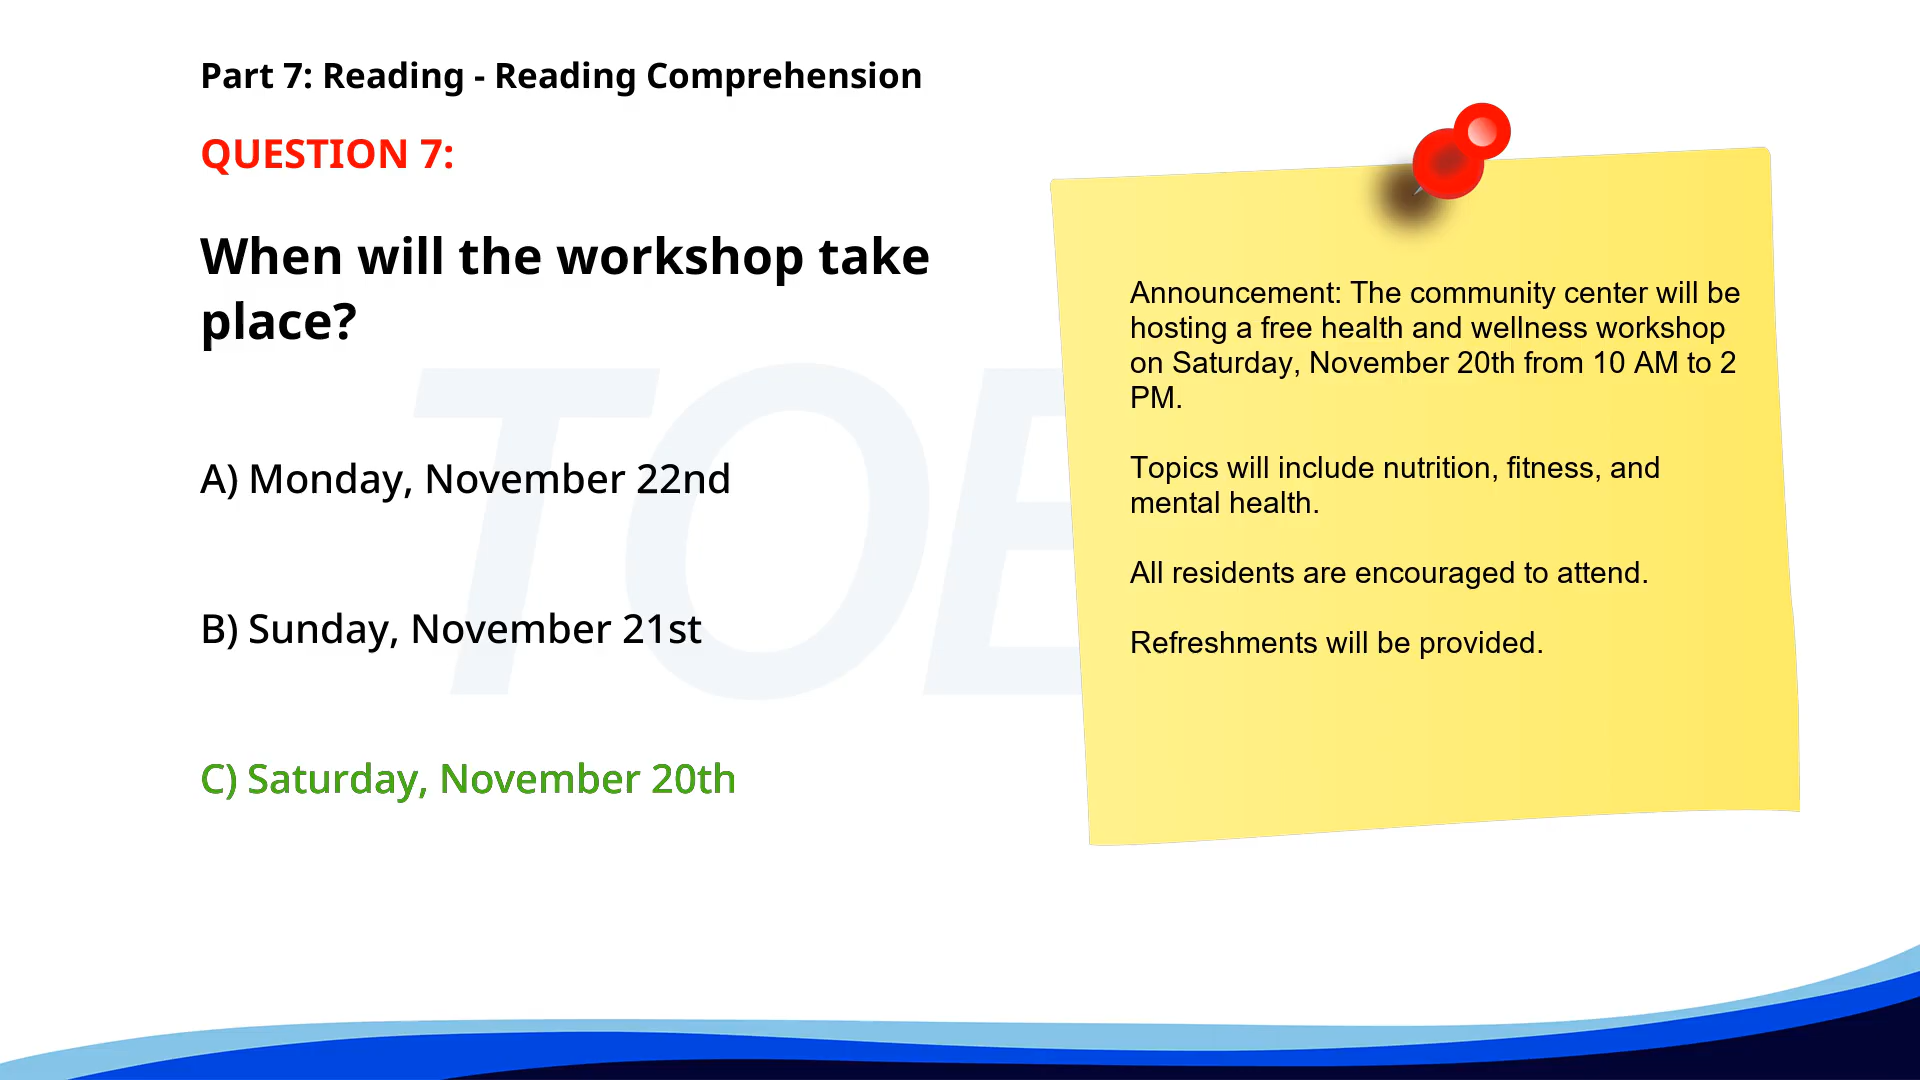 Part 7: Reading - Reading Comprehension
QUESTION 7:
When will the workshop take
place?
A) Monday, November 22nd
B) Sunday, November 21st
C) Saturday, November 20th
Announcement: The community center will be
hosting a free health and wellness workshop
on Saturday, November 20th from 10 AM to 2
PM.
Topics will include nutrition, fitness, and
mental health.
All residents are encouraged to attend.
Refreshments will be provided.